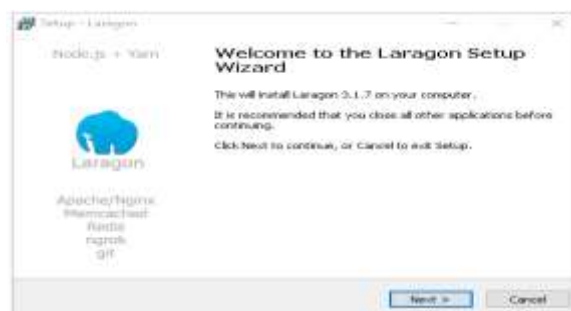 Setup - Laragon
Node.js + Yarn
Laragon
Apache/Nginx
Memcached
Redis
ngrok
git
Welcome to the Laragon Setup
Wizard
This will install Laragon 3.1.7 on your computer.
It is recommended that you close all other applications before
continuing.
Click Next to continue, or Cancel to exit Setup.
Next >
Cancel